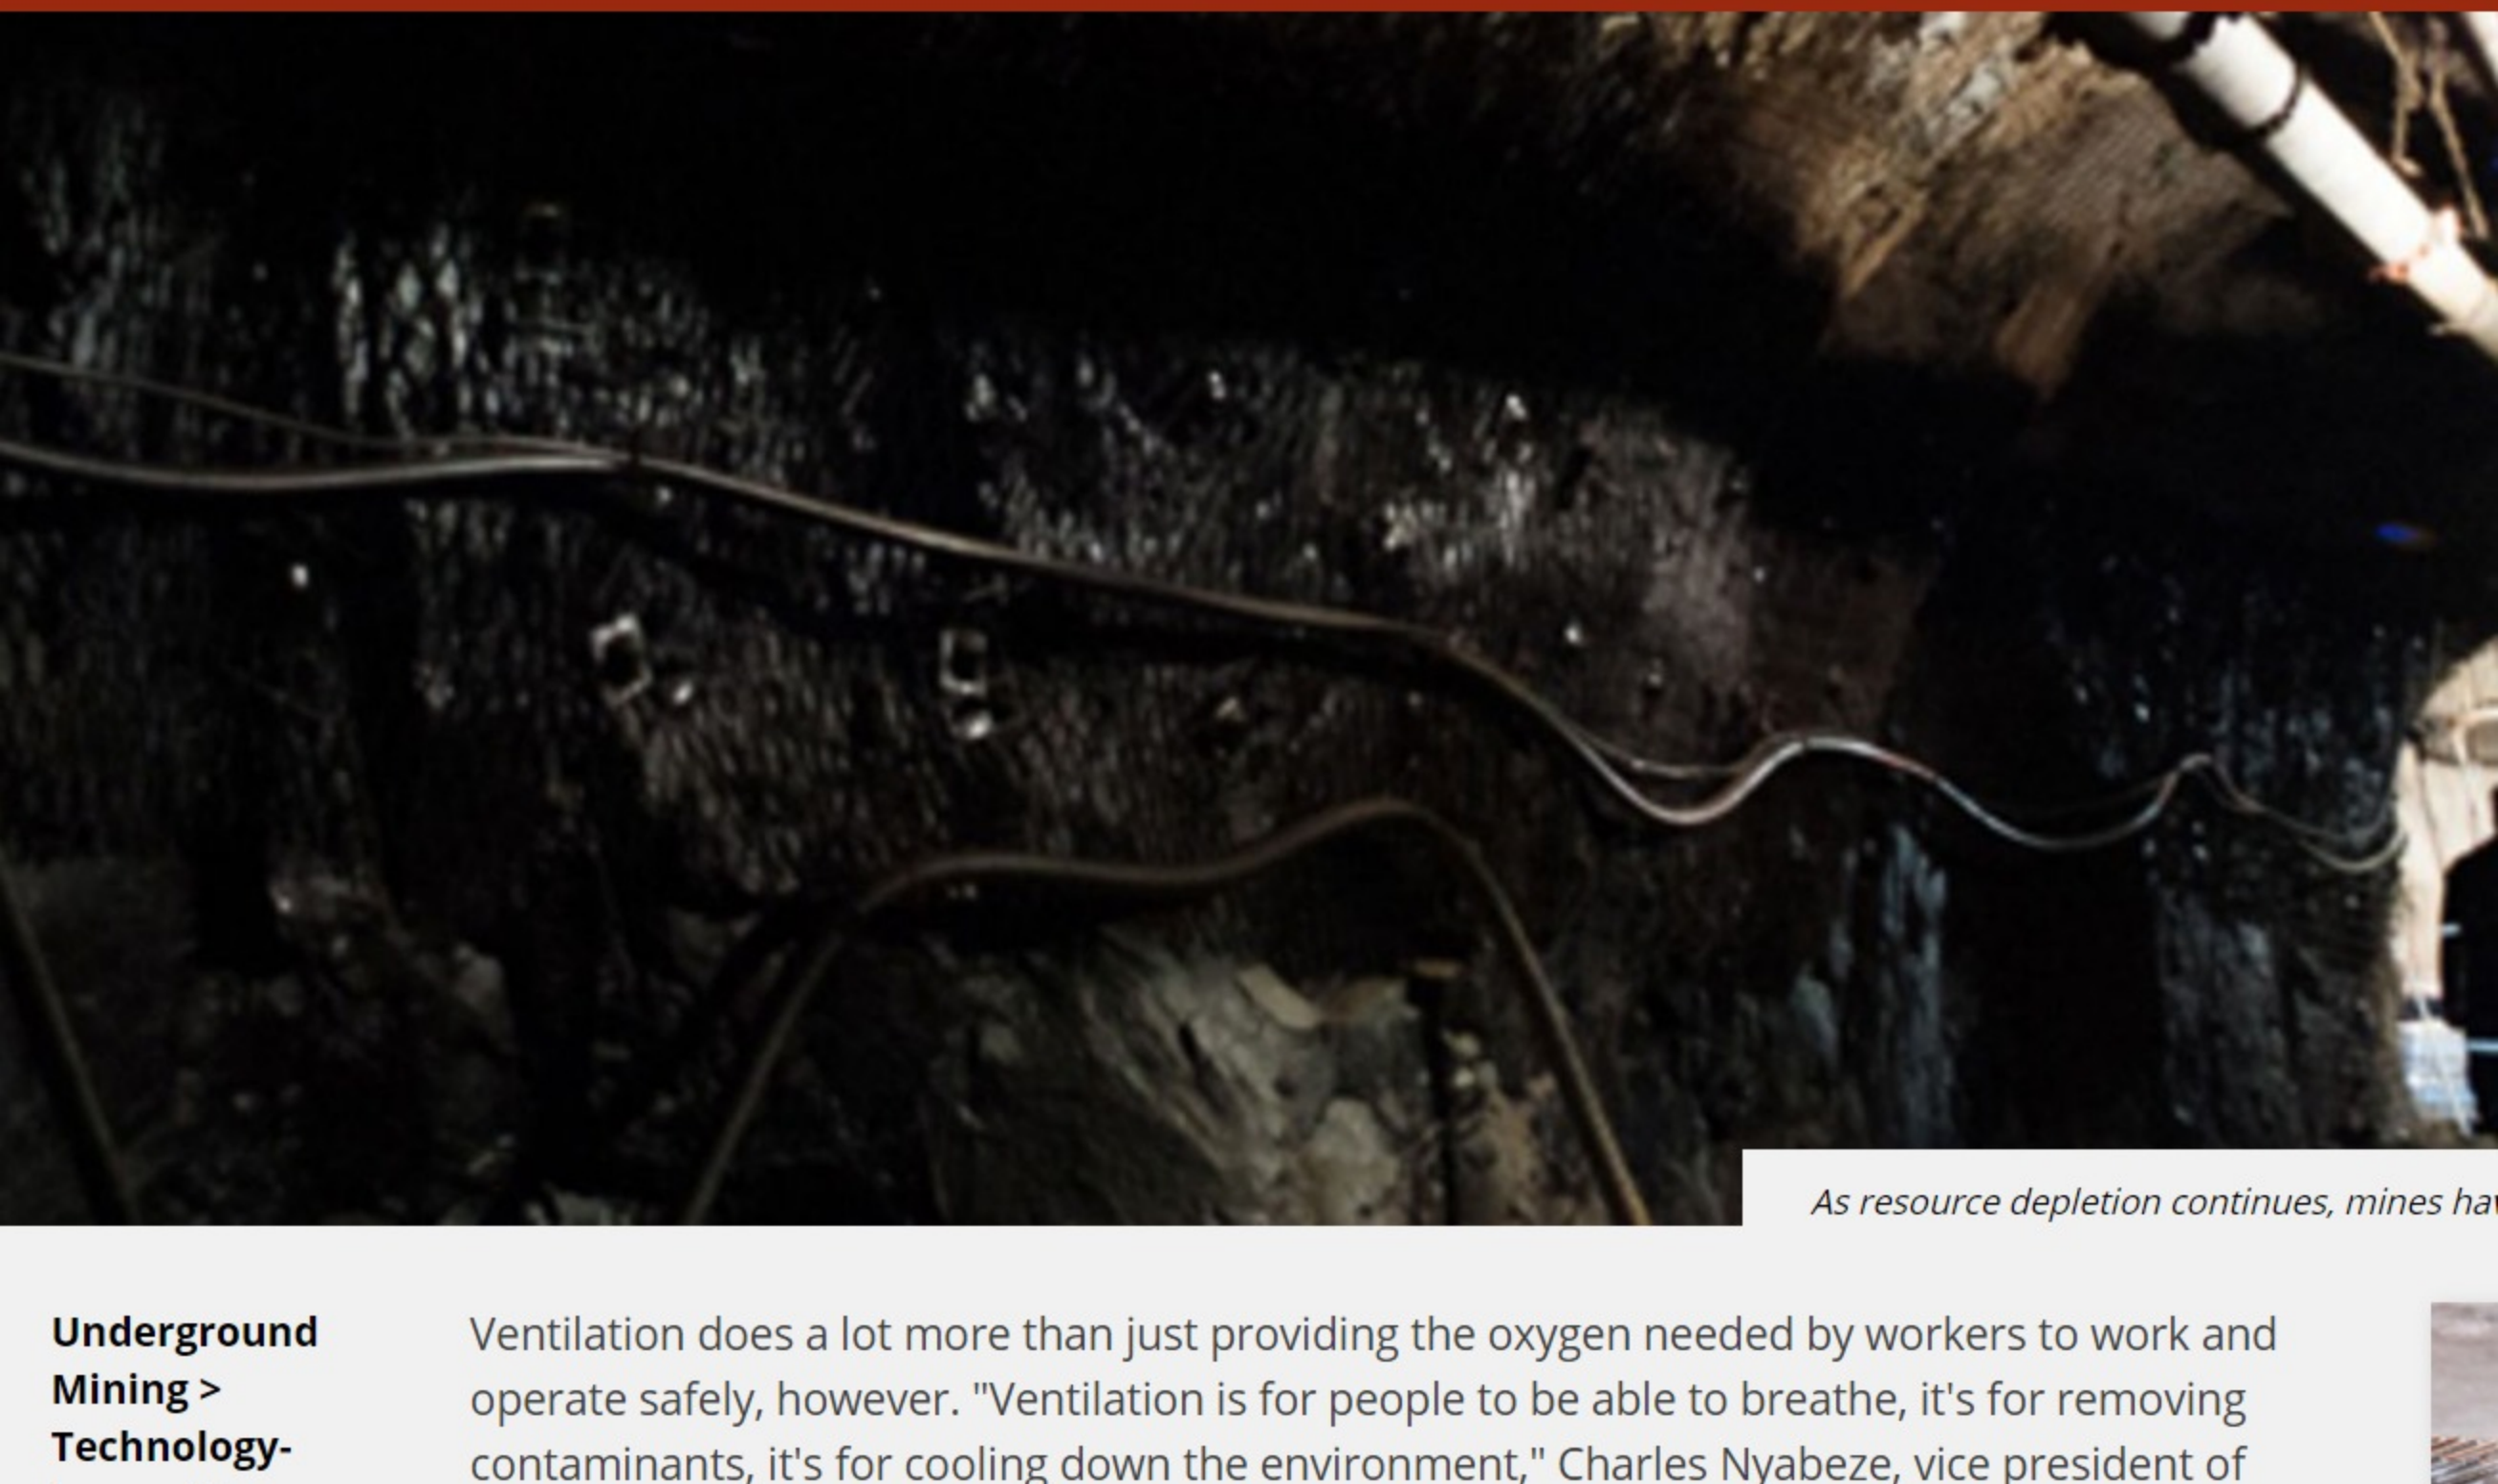 As resource depletion continues, mines
Underground
Mining >
Technology-
Ventilation does a lot more than just providing the oxygen needed by workers to work and
operate safely, however. "Ventilation is for people to be able to breathe, it's for removing
contaminants, it's for cooling down the environment," Charles Nyabeze, vice president of